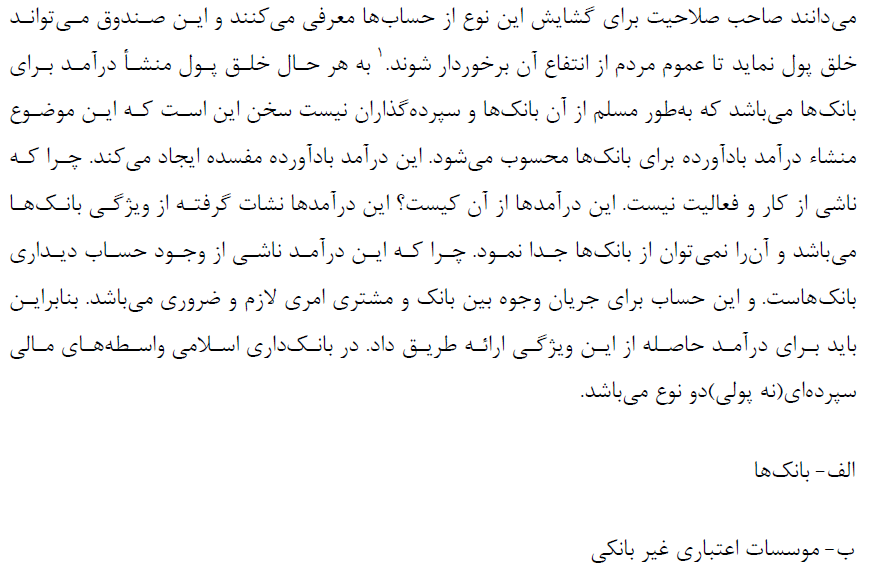 می‌دانند صاحب صلاحیت برای گشایش این نوع از حساب‌ها معرفی می‌کنند و این صندوق می‌تواند
خلق پول نماید تا عموم مردم از انتفاع آن برخوردار شوند.۱ به هر حال خلق پول منشأ درآمد برای
بانک‌ها می‌باشد که به‌طور مسلم از آن بانک‌ها و سپرده‌گذاران نیست سخن این است که این موضوع
منشاء درآمد بادآورده برای بانک‌ها محسوب می‌شود. این درآمد بادآورده مفسده ایجاد می‌کند. چرا که
ناشی از کار و فعالیت نیست. این درآمدها از آن کیست؟ این درآمدها نشات گرفته از ویژگی بانک‌ها
می‌باشد و آن‌را نمی‌توان از بانک‌ها جدا نمود. چرا که این درآمد ناشی از وجود حساب دیداری
بانک‌هاست. و این حساب برای جریان وجوه بین بانک و مشتری امری لازم و ضروری می‌باشد. بنابراین
باید برای درآمد حاصله از این ویژگی ارائه طریق داد. در بانک‌داری اسلامی واسطه‌های مالی
سپرده‌ای(نه پولی)دو نوع می‌باشد.
الف- بانک‌ها
ب- موسسات اعتباری غیر بانکی